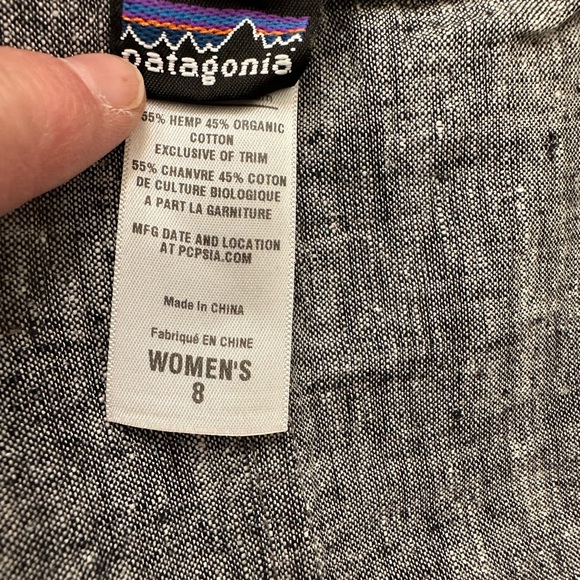 patagonia
55% HEMP 45% ORGANIC
COTTON
EXCLUSIVE OF TRIM
55% CHANVRE 45% COTON
DE CULTURE BIOLOGIQUE
A PART LA GARNITURE
MFG DATE AND LOCATION
AT PCPSIA.COM
Made In CHINA
Fabriqué EN CHINE
WOMEN'S
8